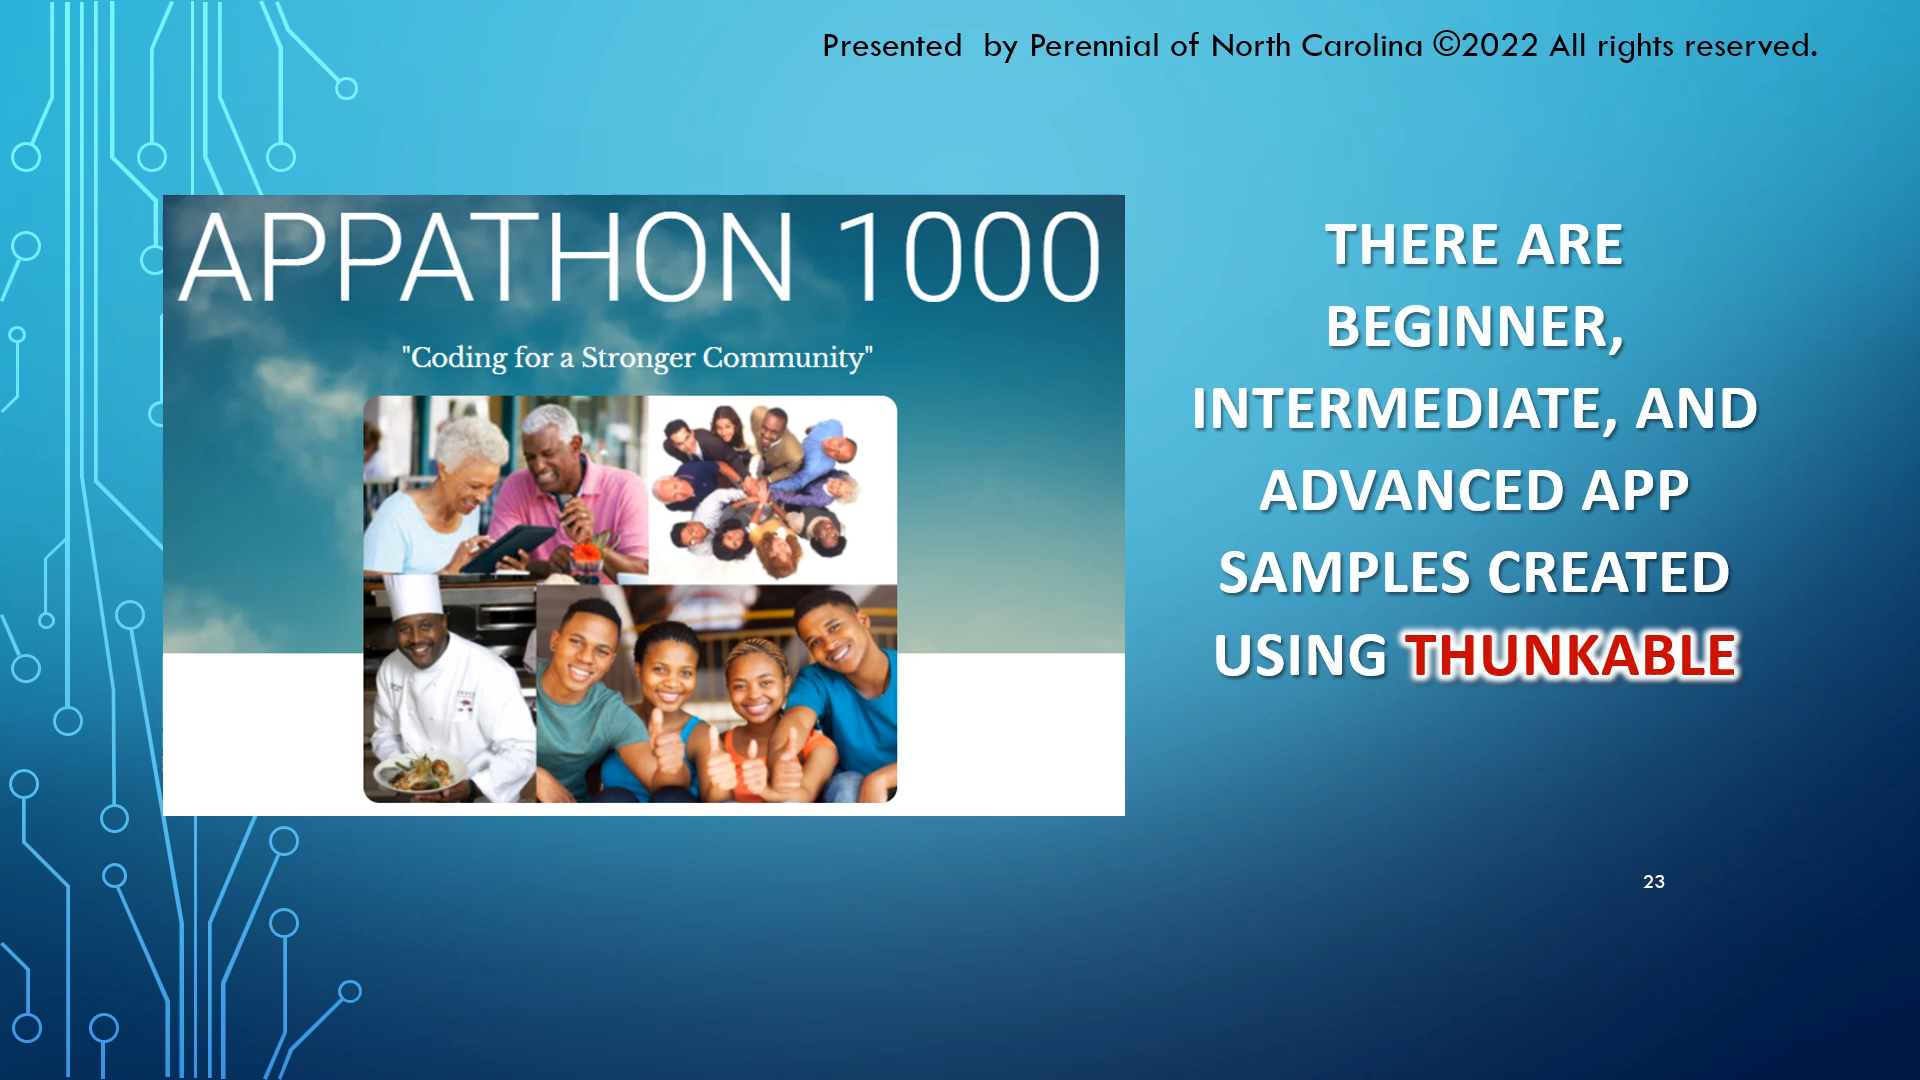 Presented  by Perennial of North Carolina ©2022 All rights reserved.
APPATHON 1000
"Coding for a Stronger Community"
THERE ARE
BEGINNER,
INTERMEDIATE, AND
ADVANCED APP
SAMPLES CREATED
USING THUNKABLE
23